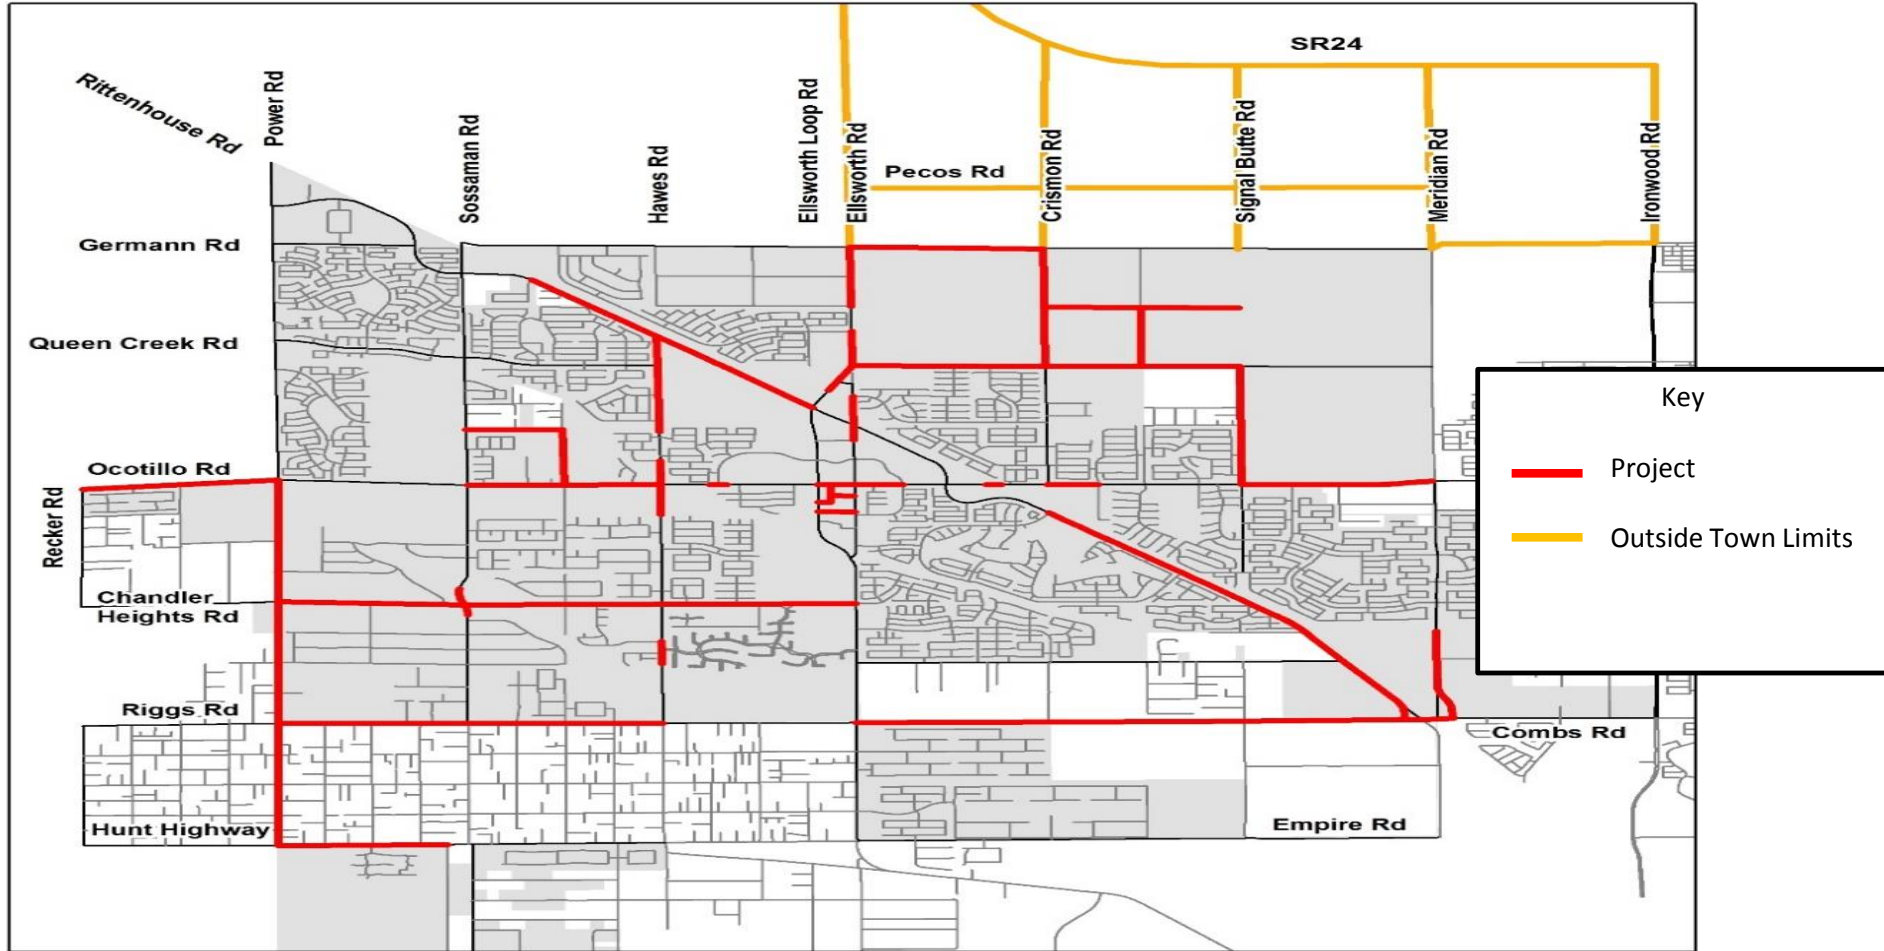 SR24
Rittenhouse Rd
Power Rd
Sossaman Rd
Hawes Rd
Ellsworth Loop Rd
Ellsworth Rd
Pecos Rd
Crismon Rd
Signal Butte Rd
Meridian Rd
Ironwood Rd
Germann Rd
Queen Creek Rd
Key
Project
Outside Town Limits
Ocotillo Rd
Recker Rd
Chandler
Heights Rd
Riggs Rd
Combs Rd
Hunt Highway
Empire Rd